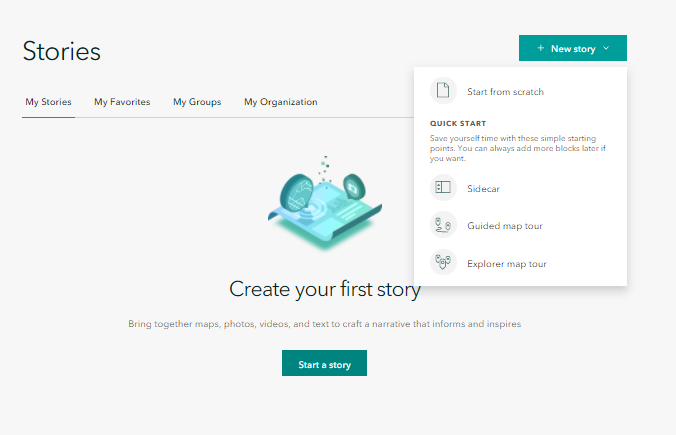 Stories
+ New story
Start from scratch
QUICK START
Save yourself time with these simple starting
points. You can always add more blocks later if
you want.
Sidecar
Guided map tour
Explorer map tour
My Stories
My Favorites
My Groups
My Organization
Create your first story
Bring together maps, photos, videos, and text to craft a narrative that informs and inspires
Start a story